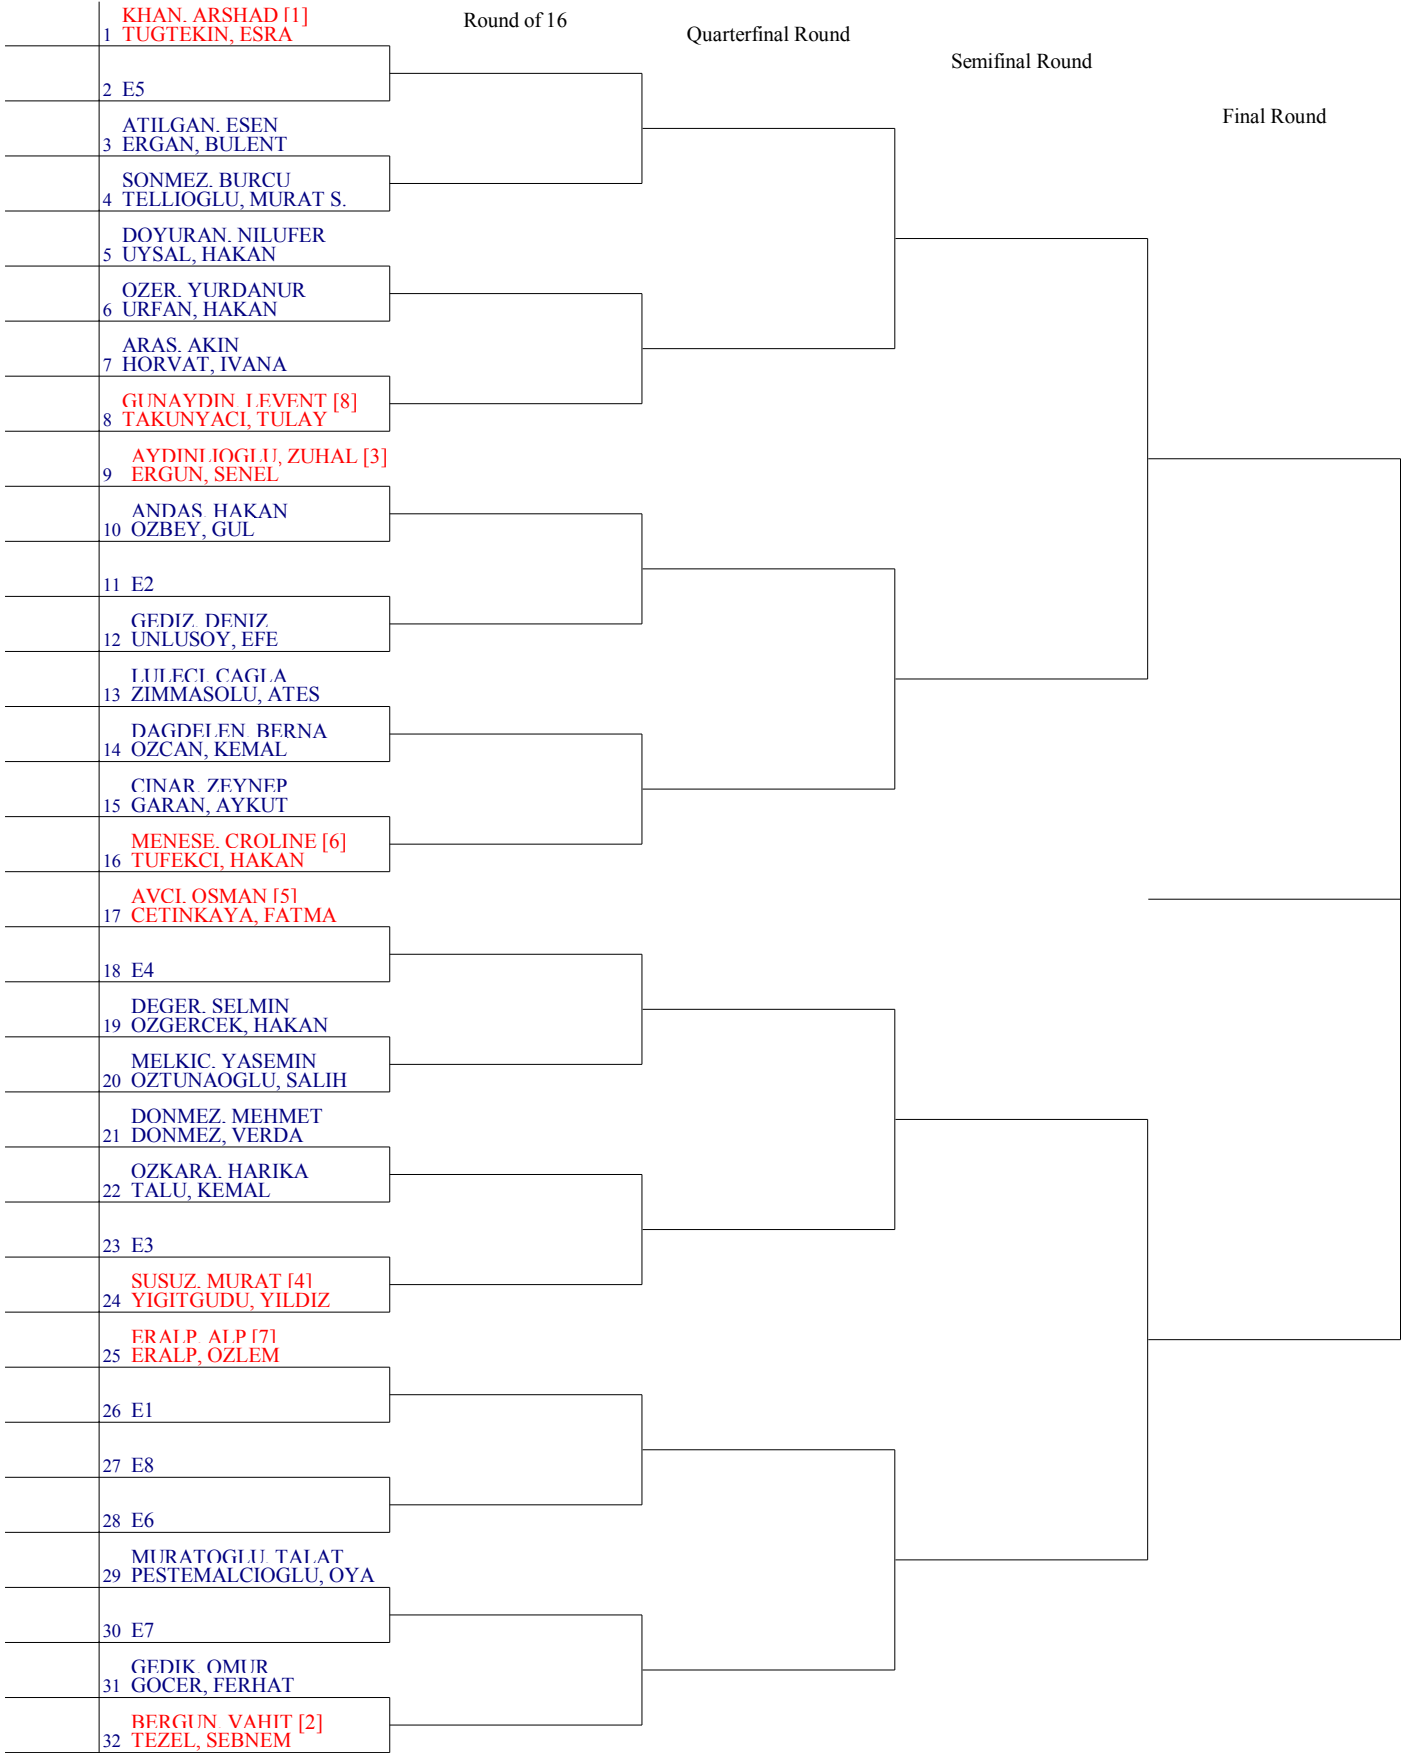 KHAN, ARSHAD [1]
1 TUGTEKIN, ESRA
Round of 16
Quarterfinal Round
Semifinal Round
Final Round
2 E5
ATILGAN, ESEN
3 ERGAN, BULENT
SONMEZ, BURCU
4 TELLIOGLU, MURAT S.
DOYURAN, NILUFER
5 UYSAL, HAKAN
OZER, YURDANUR
6 URFAN, HAKAN
ARAS, AKIN
7 HORVAT, IVANA
GUNAYDIN, LEVENT [8]
8 TAKUNYACI, TULAY
AYDINLIOGLU, ZUHAL [3]
9 ERGUN, SENEL
ANDAS, HAKAN
10 OZBEY, GUL
11 E2
GEDIZ, DENIZ
12 UNLUSOY, EFE
LULECI, CAGLA
13 ZIMMASOLU, ATES
DAGDELEN, BERNA
14 OZCAN, KEMAL
CINAR, ZEYNEP
15 GARAN, AYKUT
MENESE, CROLINE [6]
16 TUFEKCI, HAKAN
AVCI, OSMAN [5]
17 CETINKAYA, FATMA
18 E4
DEGER, SELMIN
19 OZGERCEK, HAKAN
MELKIC, YASEMIN
20 OZTUNAOGLU, SALIH
DONMEZ, MEHMET
21 DONMEZ, VERDA
OZKARA, HARIKA
22 TALU, KEMAL
23 E3
SUSUZ, MURAT [4]
24 YIGITGUDU, YILDIZ
ERALP, ALP [7]
25 ERALP, OZLEM
26 E1
27 E8
28 E6
MURATOGLU, TALAT
29 PESTEMALCIOGLU, OYA
30 E7
GEDIK, OMUR
31 GOCER, FERHAT
BERGUN, VAHIT [2]
32 TEZEL, SEBNEM